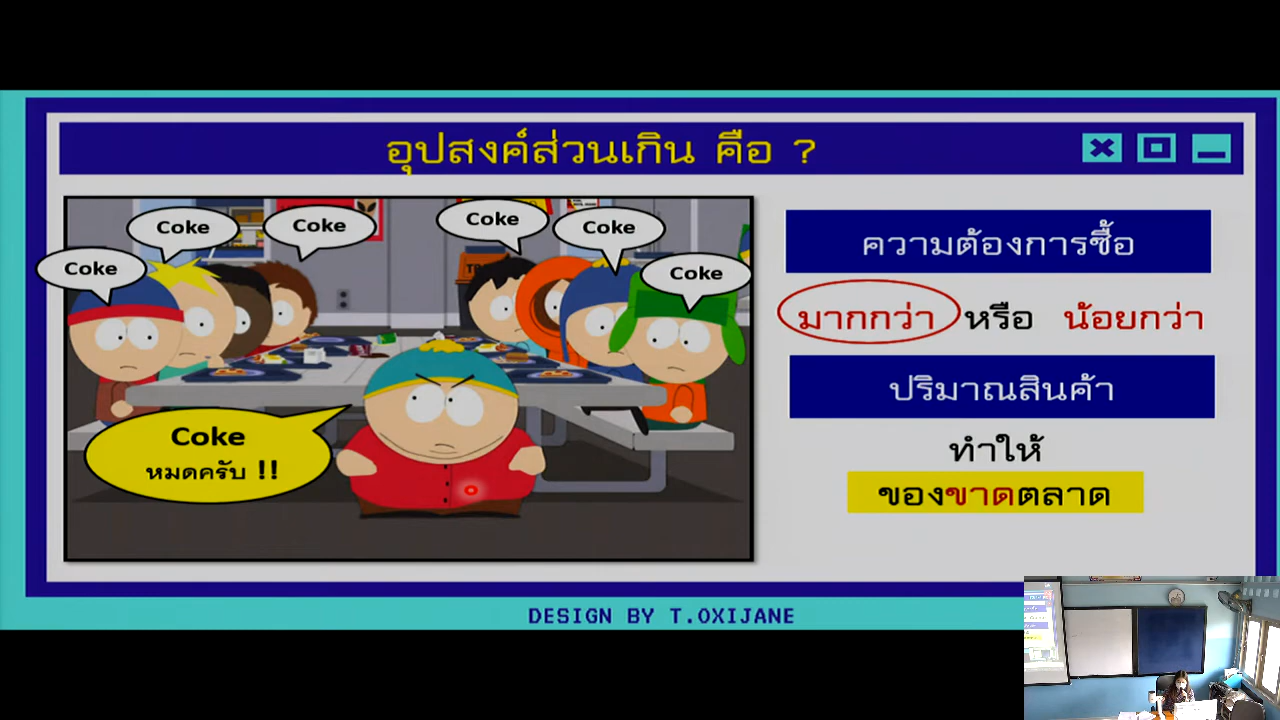 อุปสงค์ส่วนเกิน คือ ?
Coke
Coke
Coke
Coke
Coke
Coke
Coke
หมดครับ !!
ความต้องการซื้อ
มากกว่า หรือ น้อยกว่า
ปริมาณสินค้า
ทำให้
ของขาดตลาด
DESIGN BY T.OXIJANE